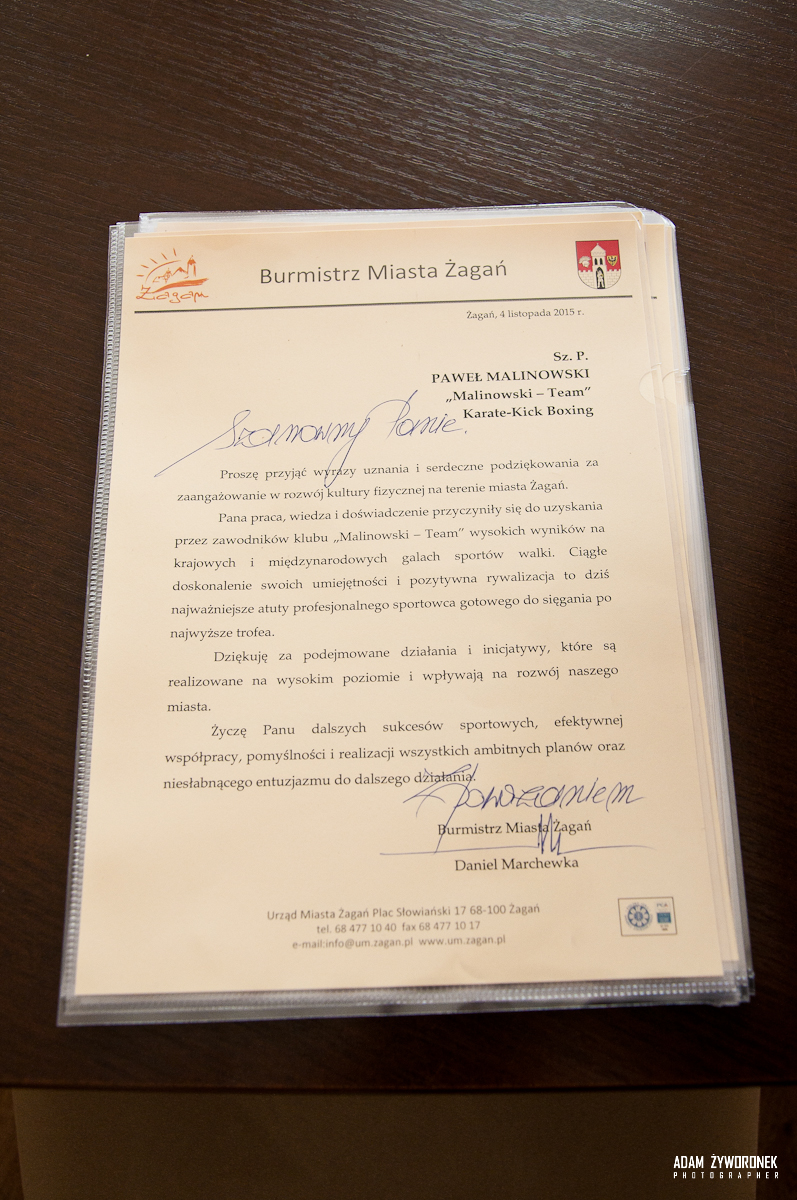 Żagań
Burmistrz Miasta Żagań
Żagań, 4 listopada 2015 r.
Sz. P.
PAWEŁ MALINOWSKI
„Malinowski – Team”
Karate-Kick Boxing
Szanowny Panie.
Proszę przyjąć wyrazy uznania i serdeczne podziękowania za
zaangażowanie w rozwój kultury fizycznej na terenie miasta Żagań.
Pana praca, wiedza i doświadczenie przyczyniły się do uzyskania
przez zawodników klubu „Malinowski – Team” wysokich wyników na
krajowych i międzynarodowych galach sportów walki. Ciągłe
doskonalenie swoich umiejętności i pozytywna rywalizacja to dziś
najważniejsze atuty profesjonalnego sportowca gotowego do sięgania po
najwyższe trofea.
Dziękuję za podejmowane działania i inicjatywy, które są
realizowane na wysokim poziomie i wpływają na rozwój naszego
miasta.
Życzę Panu dalszych sukcesów sportowych, efektywnej
współpracy, pomyślności i realizacji wszystkich ambitnych planów oraz
niesłabnącego entuzjazmu do dalszego działania.
Z poważaniem
Burmistrz Miasta Żagań
Daniel Marchewka
Urząd Miasta Żagań Plac Słowiański 17 68-100 Żagań
tel. 68 477 10 40 fax 68 477 10 17
e-mail:info@um.zagan.pl www.um.zagan.pl
ADAM ŻYWORONEK
PHOTOGRAPHER